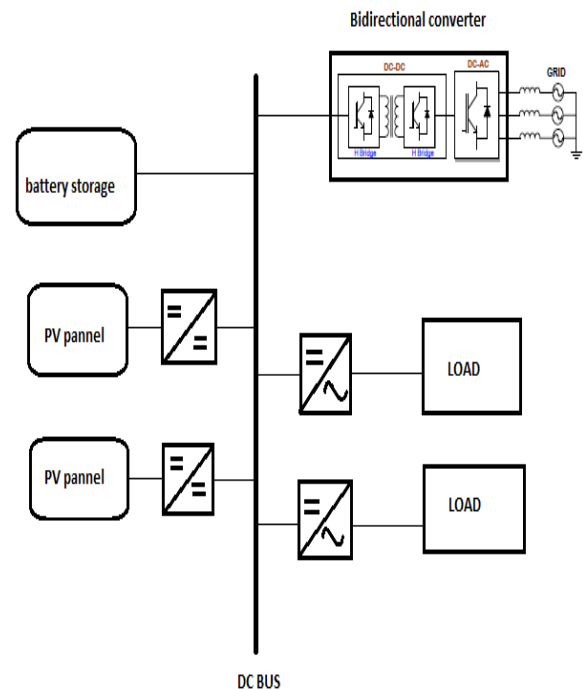 Bidirectional converter
DC-DC
DC-AC
GRID
H Bridge
H Bridge
battery storage
PV pannel
LOAD
PV pannel
LOAD
DC BUS